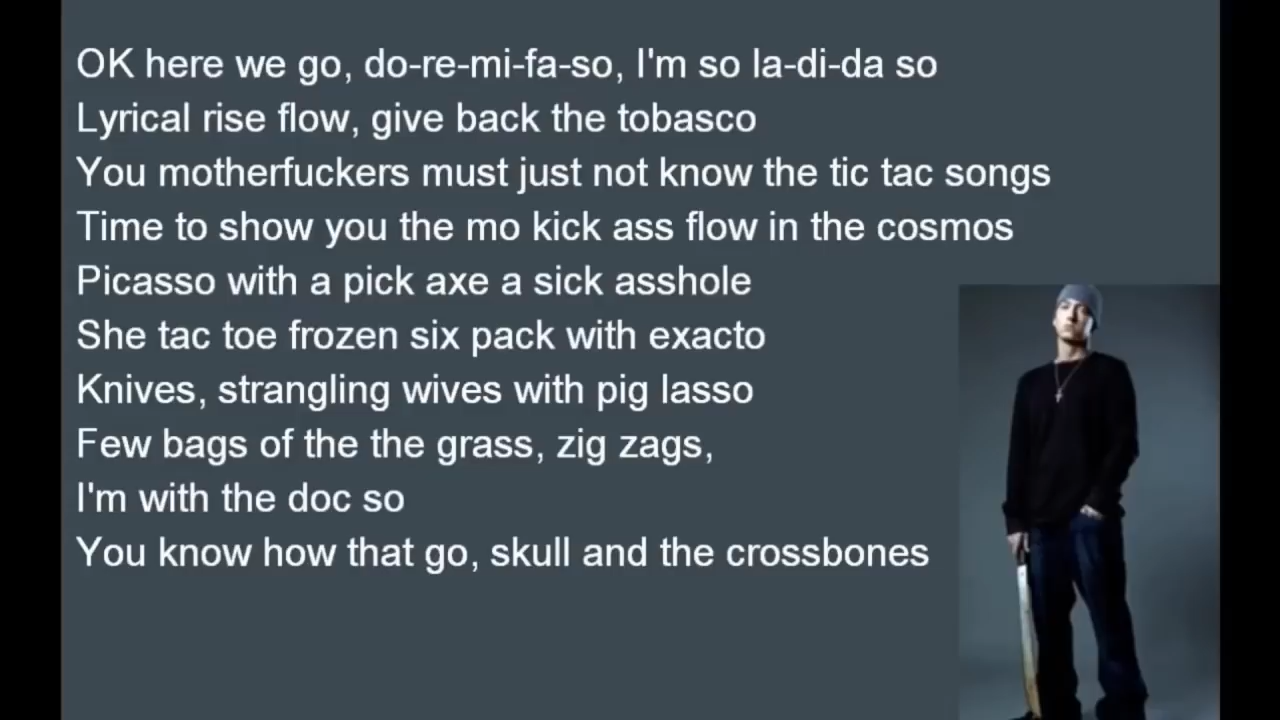 OK here we go, do-re-mi-fa-so, I'm so la-di-da so
Lyrical rise flow, give back the tobasco
You motherfuckers must just not know the tic tac songs
Time to show you the mo kick ass flow in the cosmos
Picasso with a pick axe a sick asshole
She tac toe frozen six pack with exacto
Knives, strangling wives with pig lasso
Few bags of the the grass, zig zags,
I'm with the doc so
You know how that go, skull and the crossbones